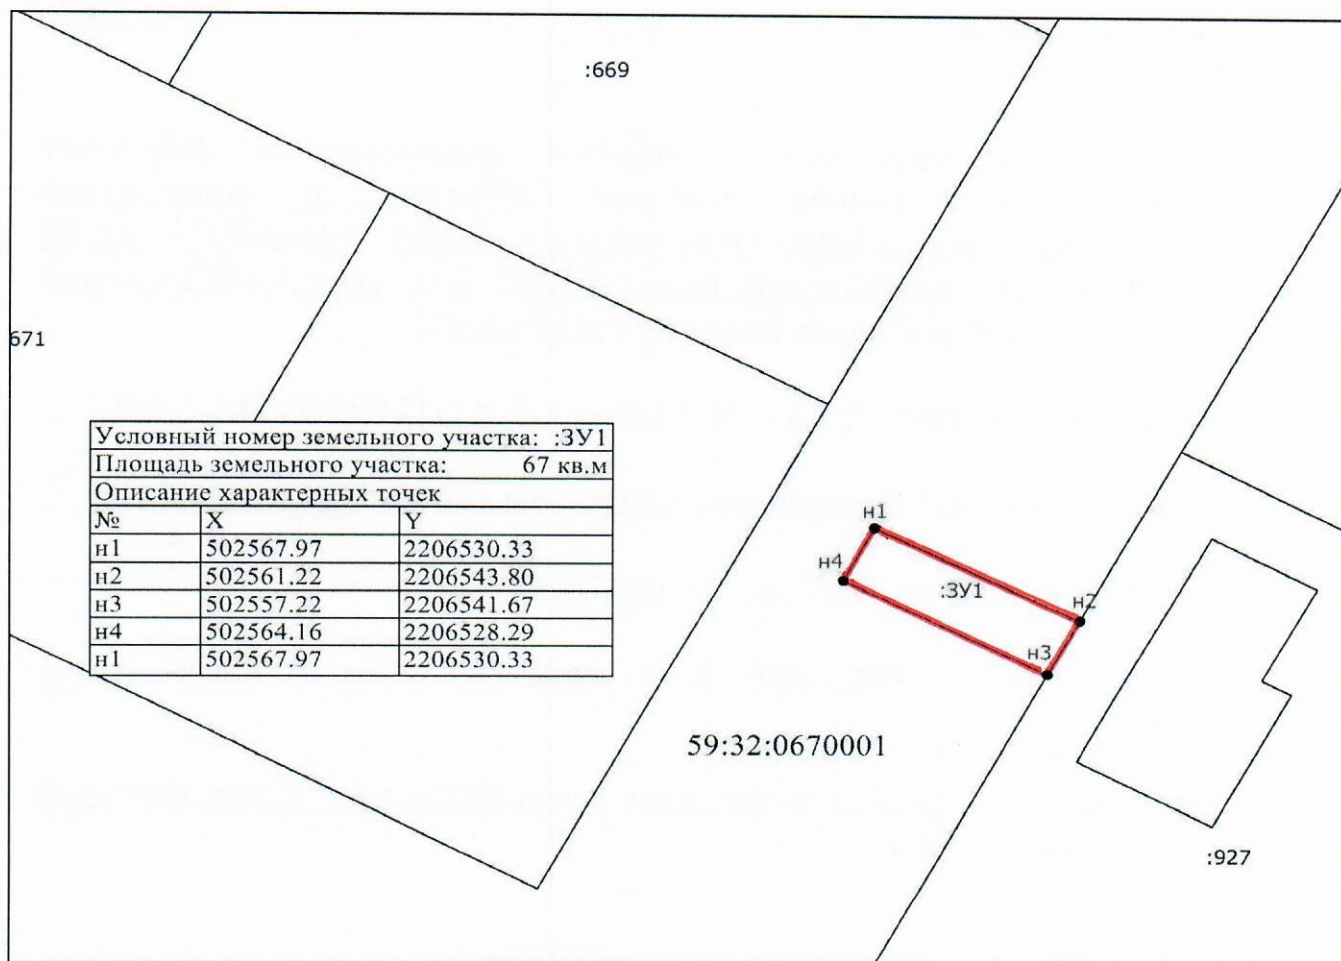 :669
671
Условный номер земельного участка: :ЗУ1
Площадь земельного участка: 67 кв.м
Описание характерных точек
№ X Y
н1 502567.97 2206530.33
н2 502561.22 2206543.80
н3 502557.22 2206541.67
н4 502564.16 2206528.29
н1 502567.97 2206530.33
н1
н4
:ЗУ1
н2
н3
59:32:0670001
:927